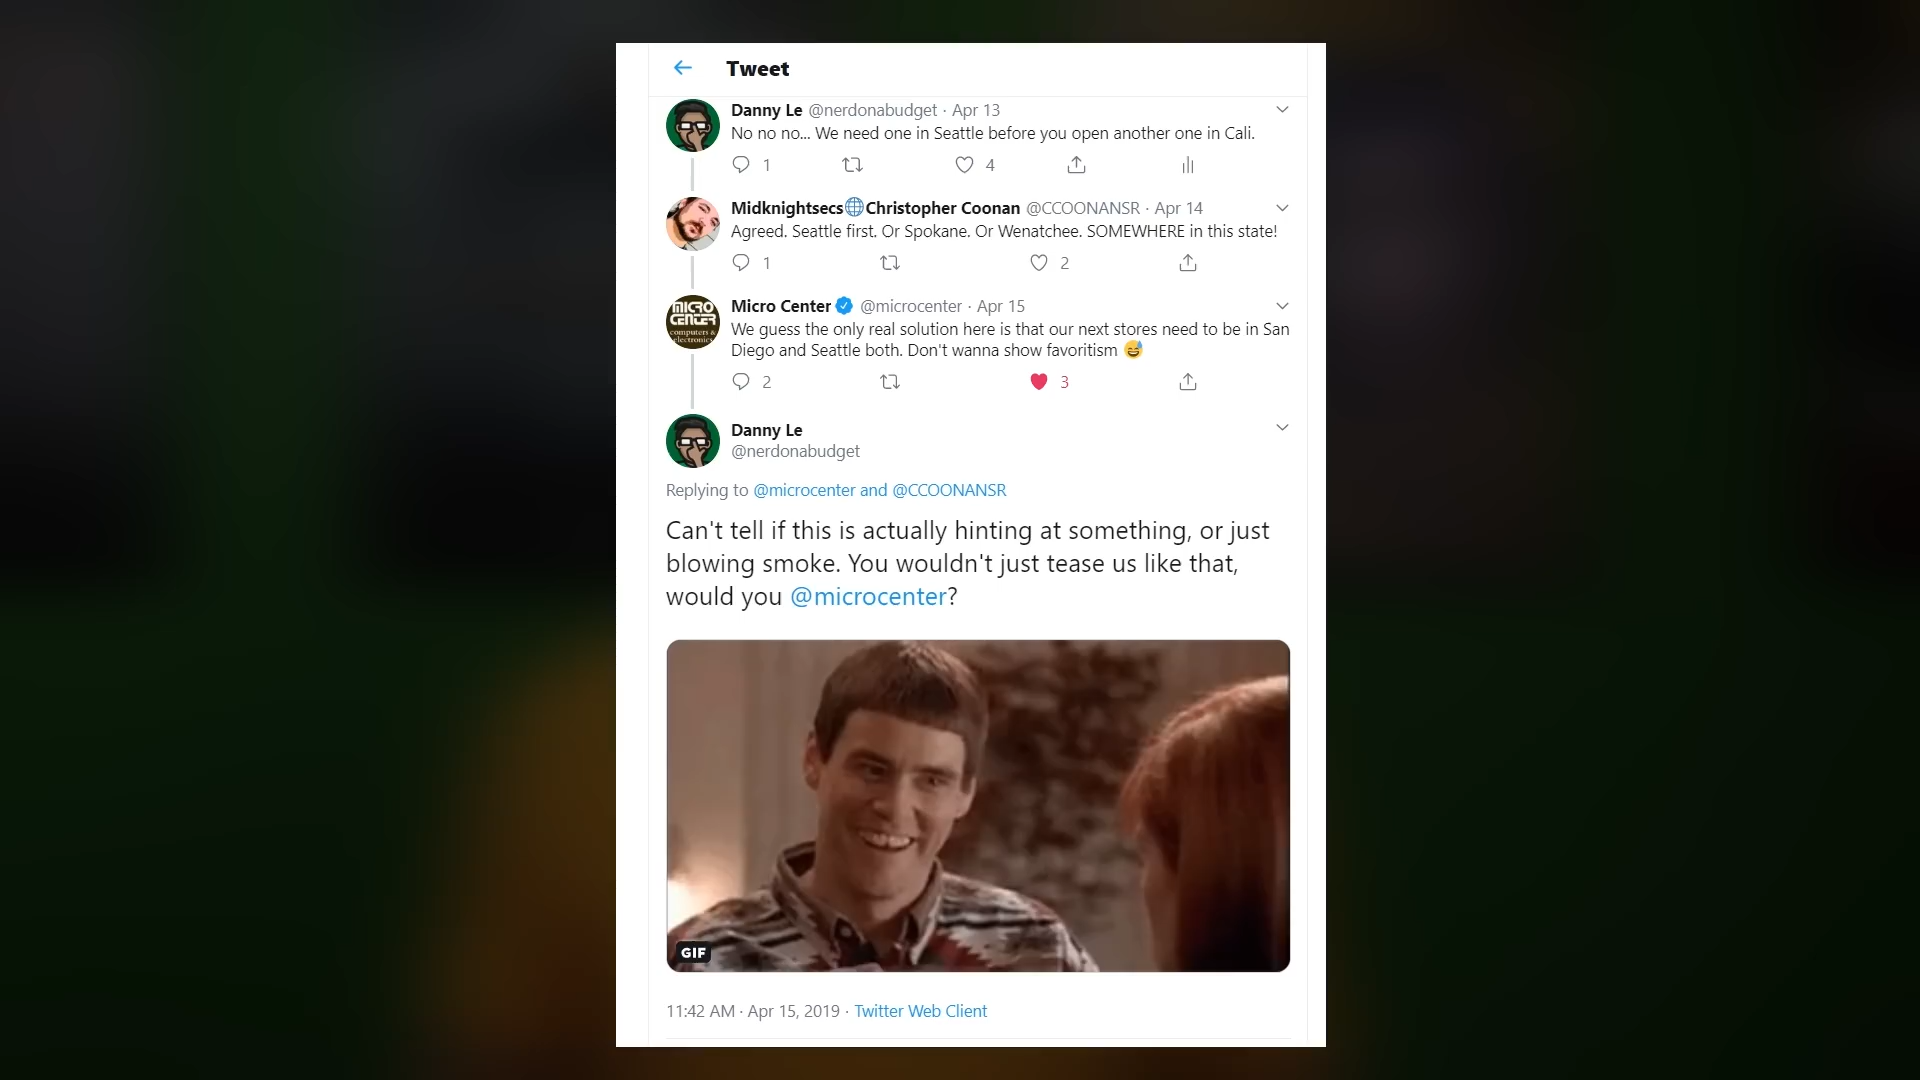 Tweet
Danny Le @nerdonabudget · Apr 13
No no no... We need one in Seattle before you open another one in Cali.
1 4
Midknightsecs🌐Christopher Coonan @CCOONANSR · Apr 14
Agreed. Seattle first. Or Spokane. Or Wenatchee. SOMEWHERE in this state!
1 2
MICRO CENTER computers & electronics
Micro Center @microcenter · Apr 15
We guess the only real solution here is that our next stores need to be in San
Diego and Seattle both. Don't wanna show favoritism 😅
2 3
Danny Le
@nerdonabudget
Replying to @microcenter and @CCOONANSR
Can't tell if this is actually hinting at something, or just
blowing smoke. You wouldn't just tease us like that,
would you @microcenter?
GIF
11:42 AM · Apr 15, 2019 · Twitter Web Client